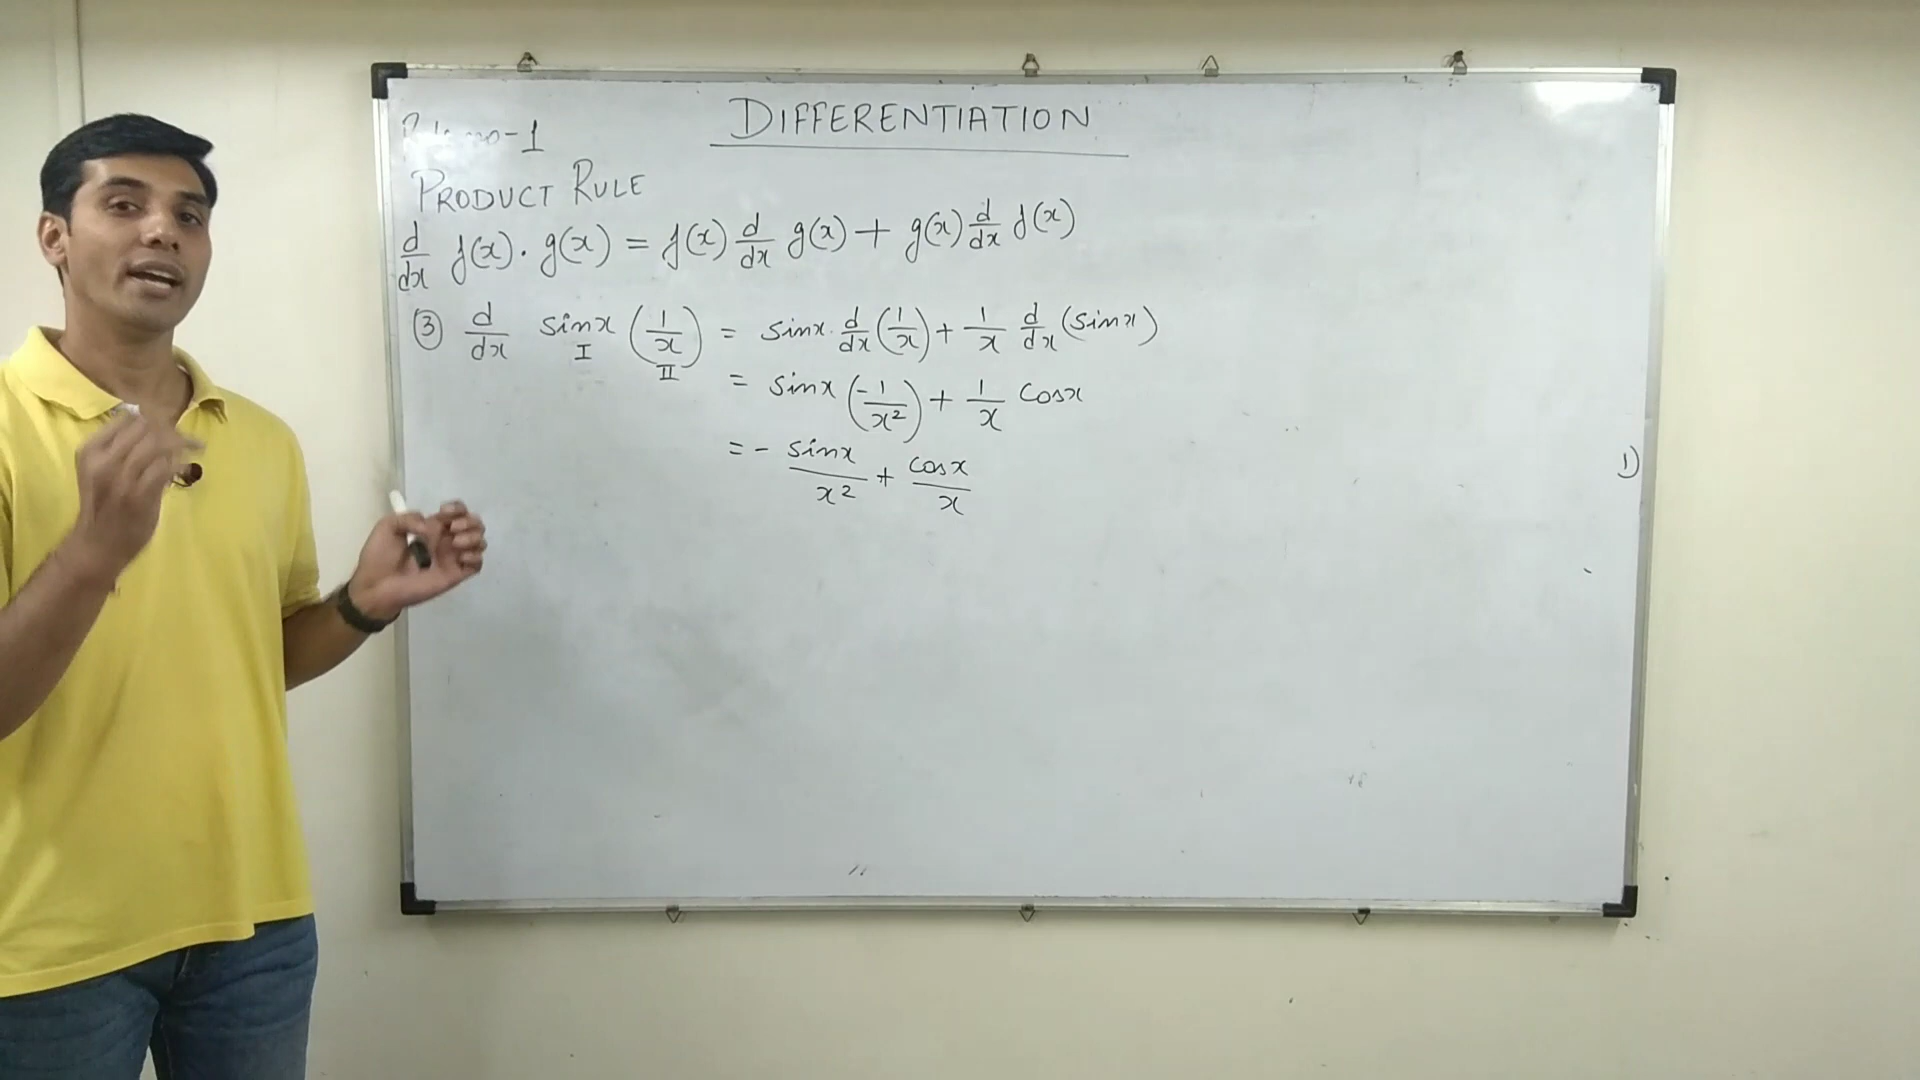 DIFFERENTIATION
-1
PRODUCT RULE
d/dx f(x) . g(x) = f(x) d/dx g(x) + g(x) d/dx f(x)
③ d/dx sinx (1/x) = sinx . d/dx (1/x) + 1/x d/dx (sinx)
I II
= sinx (-1/x²) + 1/x cosx
= - sinx/x² + cosx/x
1)